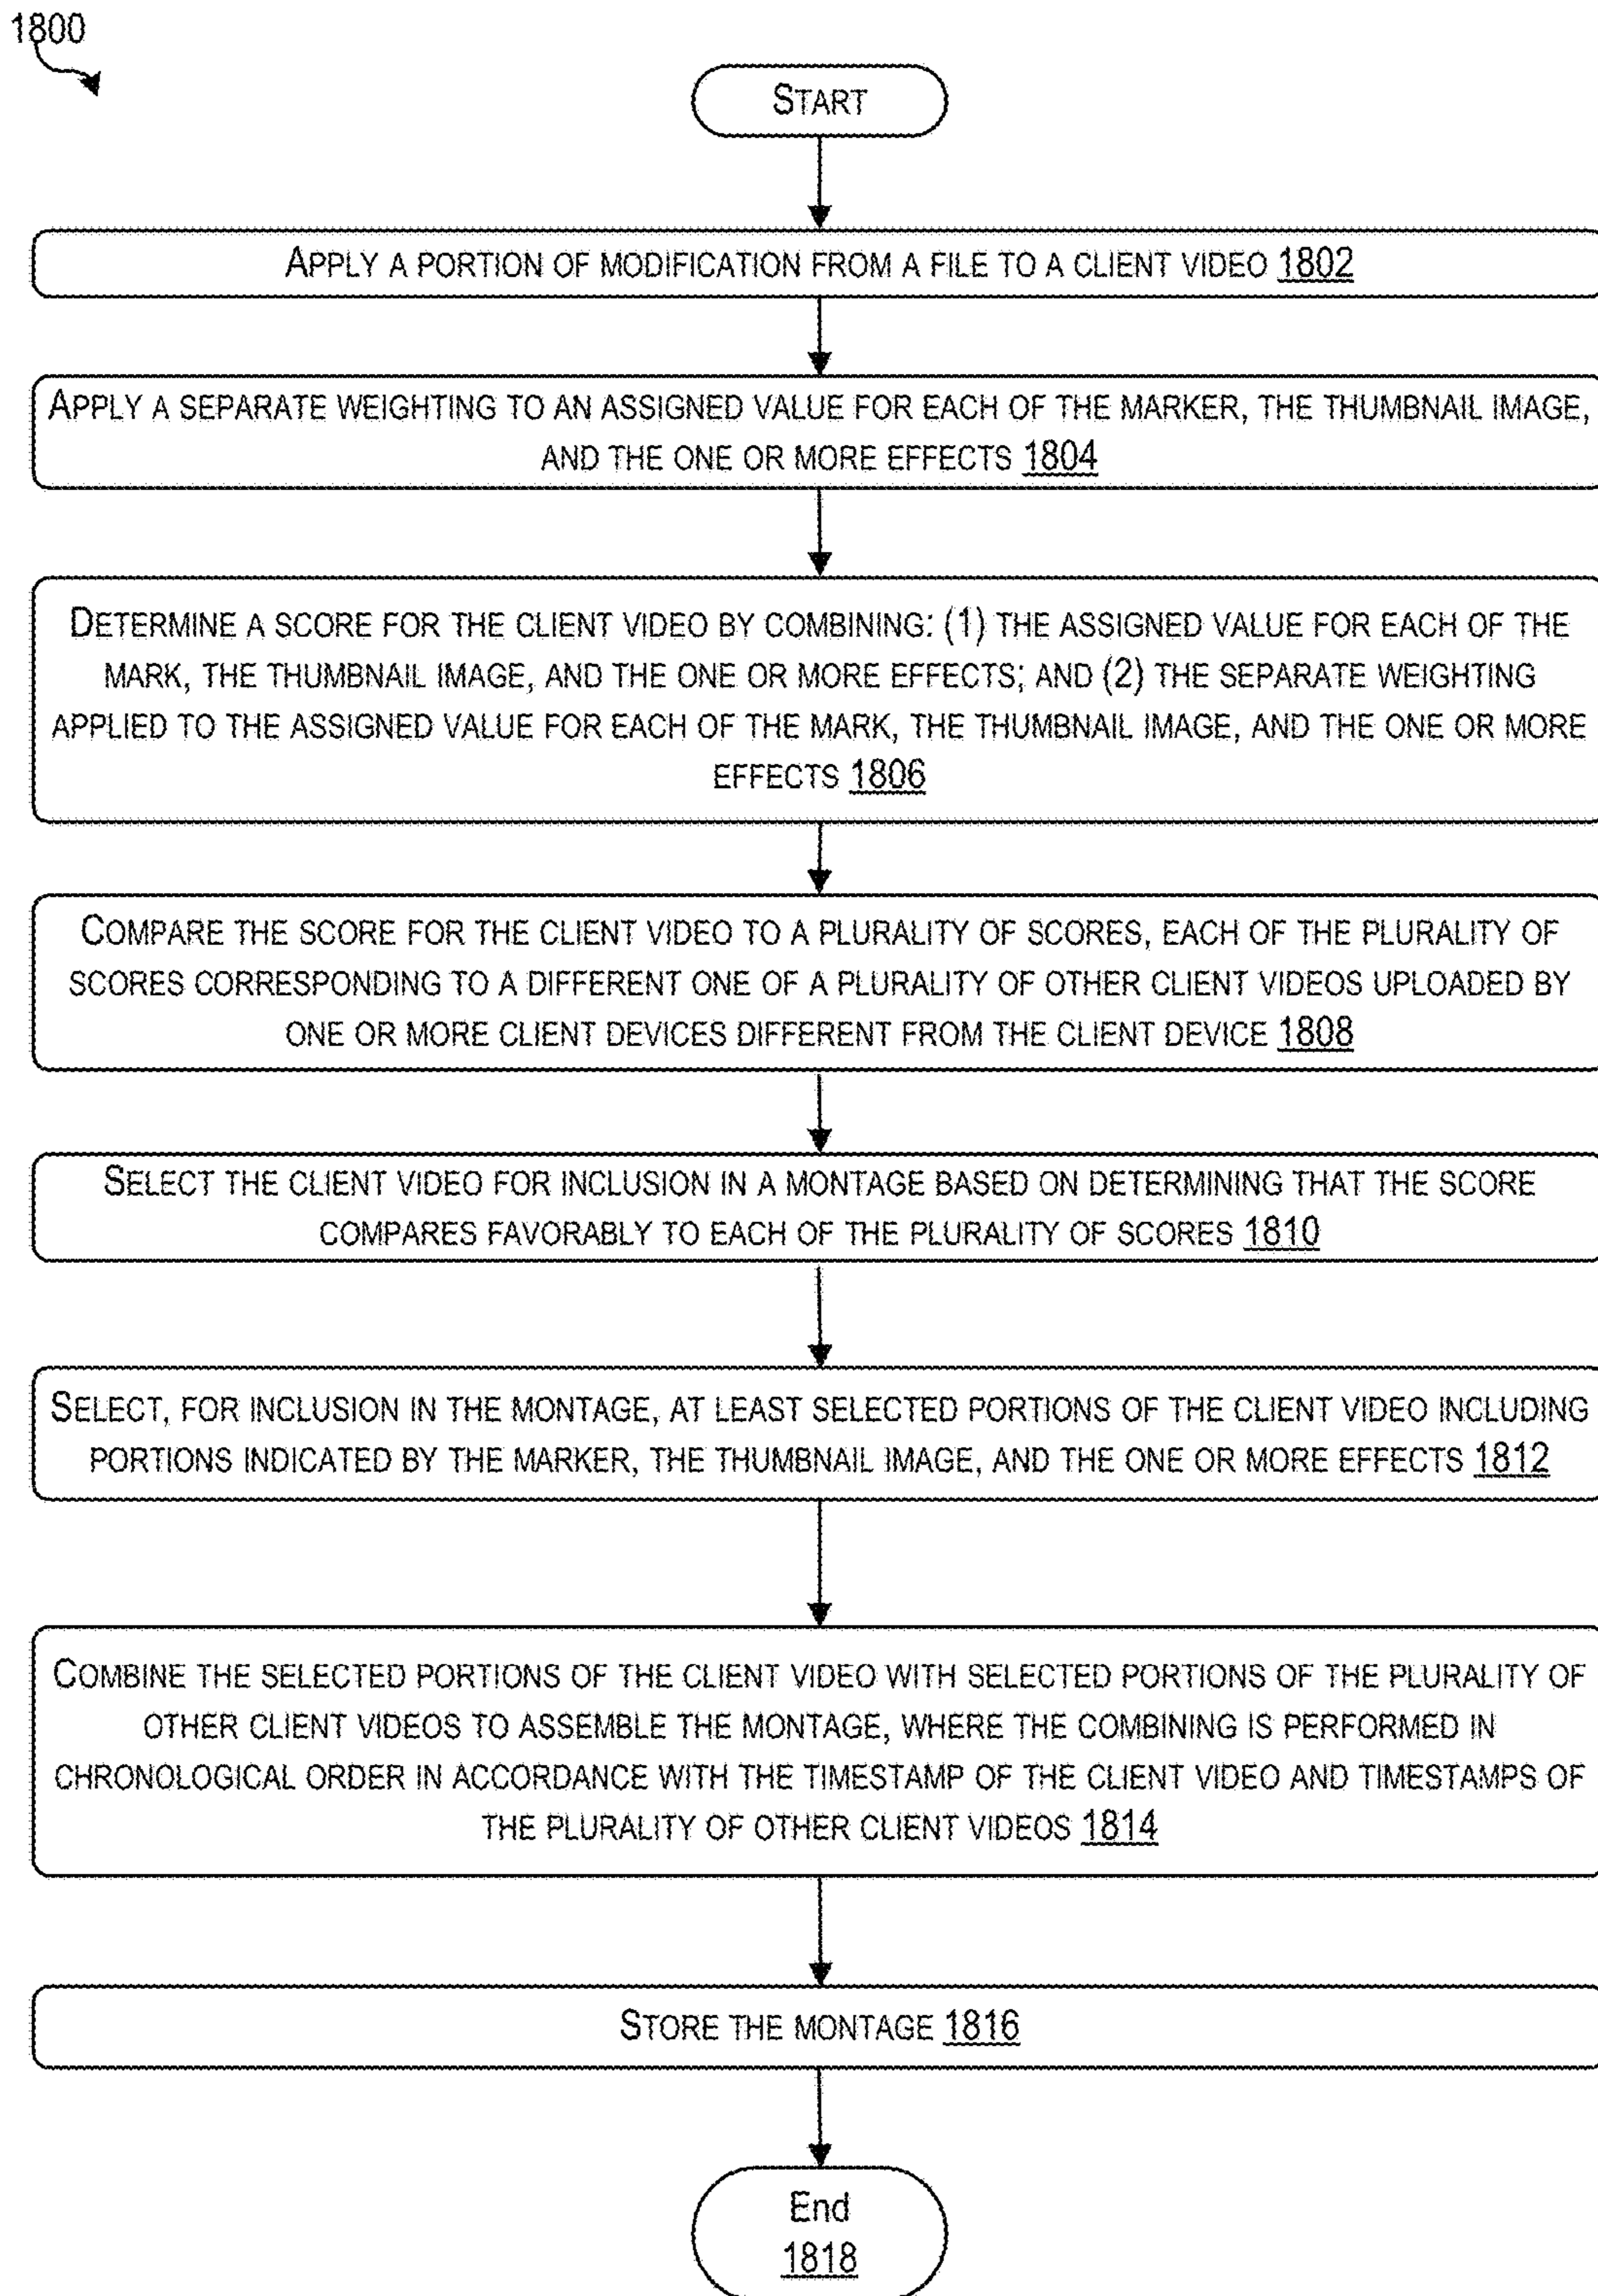 1800
START
APPLY A PORTION OF MODIFICATION FROM A FILE TO A CLIENT VIDEO 1802
APPLY A SEPARATE WEIGHTING TO AN ASSIGNED VALUE FOR EACH OF THE MARKER, THE THUMBNAIL IMAGE,
AND THE ONE OR MORE EFFECTS 1804
DETERMINE A SCORE FOR THE CLIENT VIDEO BY COMBINING: (1) THE ASSIGNED VALUE FOR EACH OF THE
MARK, THE THUMBNAIL IMAGE, AND THE ONE OR MORE EFFECTS; AND (2) THE SEPARATE WEIGHTING
APPLIED TO THE ASSIGNED VALUE FOR EACH OF THE MARK, THE THUMBNAIL IMAGE, AND THE ONE OR MORE
EFFECTS 1806
COMPARE THE SCORE FOR THE CLIENT VIDEO TO A PLURALITY OF SCORES, EACH OF THE PLURALITY OF
SCORES CORRESPONDING TO A DIFFERENT ONE OF A PLURALITY OF OTHER CLIENT VIDEOS UPLOADED BY
ONE OR MORE CLIENT DEVICES DIFFERENT FROM THE CLIENT DEVICE 1808
SELECT THE CLIENT VIDEO FOR INCLUSION IN A MONTAGE BASED ON DETERMINING THAT THE SCORE
COMPARES FAVORABLY TO EACH OF THE PLURALITY OF SCORES 1810
SELECT, FOR INCLUSION IN THE MONTAGE, AT LEAST SELECTED PORTIONS OF THE CLIENT VIDEO INCLUDING
PORTIONS INDICATED BY THE MARKER, THE THUMBNAIL IMAGE, AND THE ONE OR MORE EFFECTS 1812
COMBINE THE SELECTED PORTIONS OF THE CLIENT VIDEO WITH SELECTED PORTIONS OF THE PLURALITY OF
OTHER CLIENT VIDEOS TO ASSEMBLE THE MONTAGE, WHERE THE COMBINING IS PERFORMED IN
CHRONOLOGICAL ORDER IN ACCORDANCE WITH THE TIMESTAMP OF THE CLIENT VIDEO AND TIMESTAMPS OF
THE PLURALITY OF OTHER CLIENT VIDEOS 1814
STORE THE MONTAGE 1816
End
1818